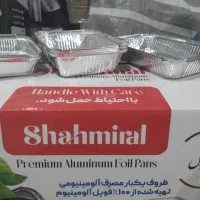 Handle With Care
با احتیاط حمل شود.
Shahmiral
Premium Aluminum Foil Pans
ظروف یکبار مصرف آلومینیومی
تهیه شده از ۱۰۰٪ فویل آلومینیوم